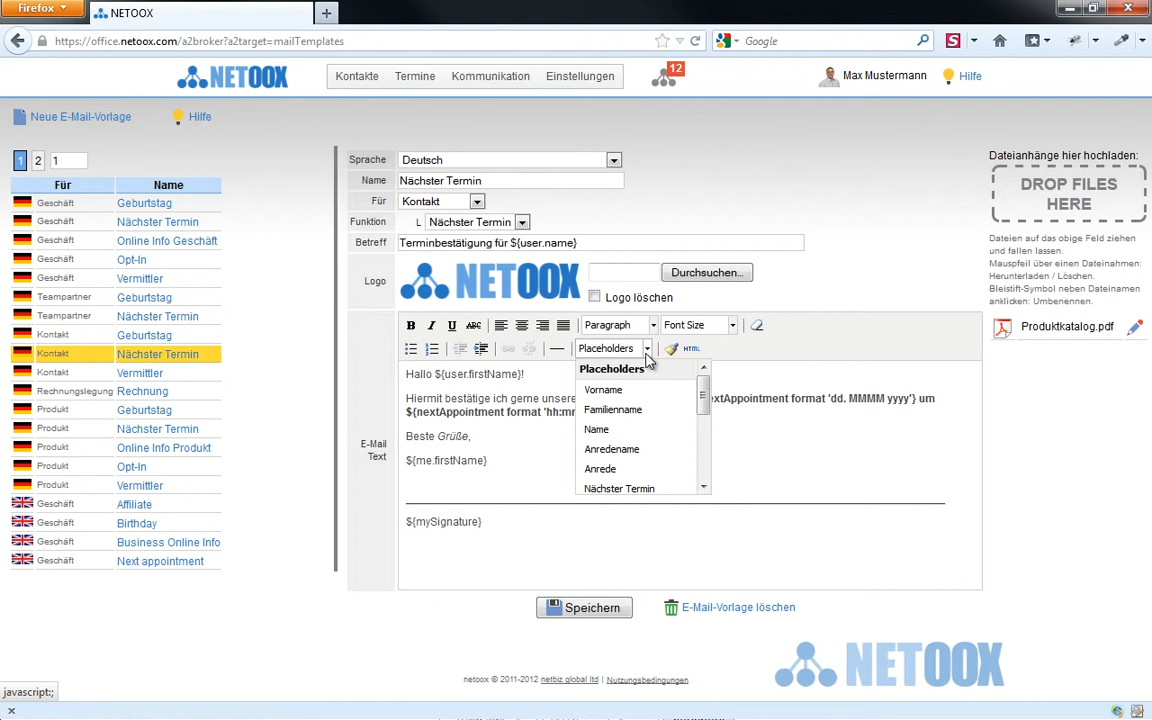 Firefox
NETOOX
https://office.netoox.com/a2broker?a2target=mailTemplates
Google
NETOOX
Kontakte Termine Kommunikation Einstellungen
12
Max Mustermann
Hilfe
Neue E-Mail-Vorlage
Hilfe
1 2 1
Für Name
Geschäft Geburtstag
Geschäft Nächster Termin
Geschäft Online Info Geschäft
Geschäft Opt-In
Geschäft Vermittler
Teampartner Geburtstag
Teampartner Nächster Termin
Kontakt Geburtstag
Kontakt Nächster Termin
Kontakt Vermittler
Rechnungslegung Rechnung
Produkt Geburtstag
Produkt Nächster Termin
Produkt Online Info Produkt
Produkt Opt-In
Produkt Vermittler
Geschäft Affiliate
Geschäft Birthday
Geschäft Business Online Info
Geschäft Next appointment
Sprache Deutsch
Name Nächster Termin
Für Kontakt
Funktion L Nächster Termin
Betreff Terminbestätigung für ${user.name}
Logo NETOOX Durchsuchen...
Logo löschen
B I U ABC Paragraph Font Size
Placeholders HTML
Placeholders
Vorname
Familienname
Name
Anredename
Anrede
Nächster Termin
E-Mail
Text
Hallo ${user.firstName}!
Hiermit bestätige ich gerne unsere extAppointment format 'dd. MMMM yyyy'} um
${nextAppointment format 'hh:mm
Beste Grüße,
${me.firstName}
${mySignature}
Speichern
E-Mail-Vorlage löschen
Dateianhänge hier hochladen:
DROP FILES
HERE
Dateien auf das obige Feld ziehen
und fallen lassen.
Mauspfeil über einen Dateinahmen:
Herunterladen / Löschen.
Bleistift-Symbol neben Dateinamen
anklicken: Umbenennen.
Produktkatalog.pdf
NETOOX
netoox © 2011-2012 netbiz global ltd | Nutzungsbedingungen
javascript:;